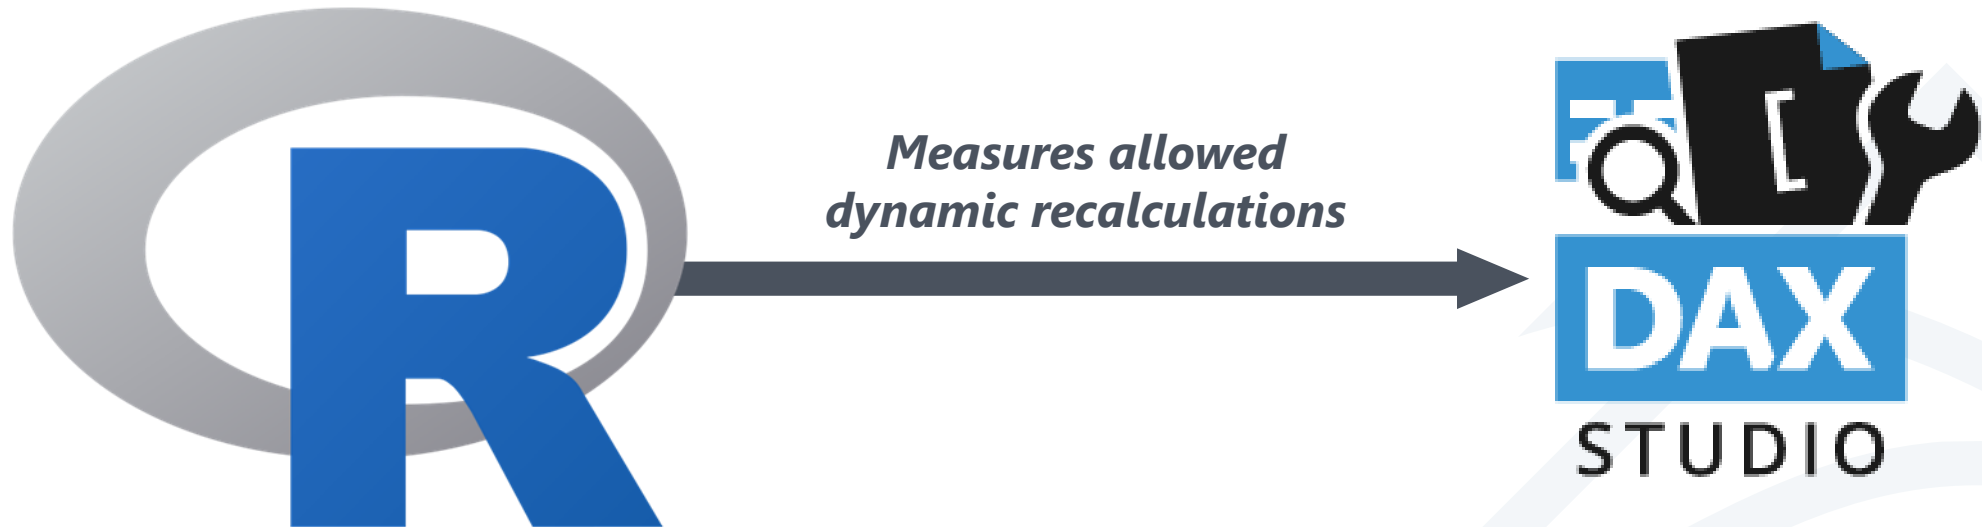 R
Measures allowed
dynamic recalculations
[
DAX
STUDIO